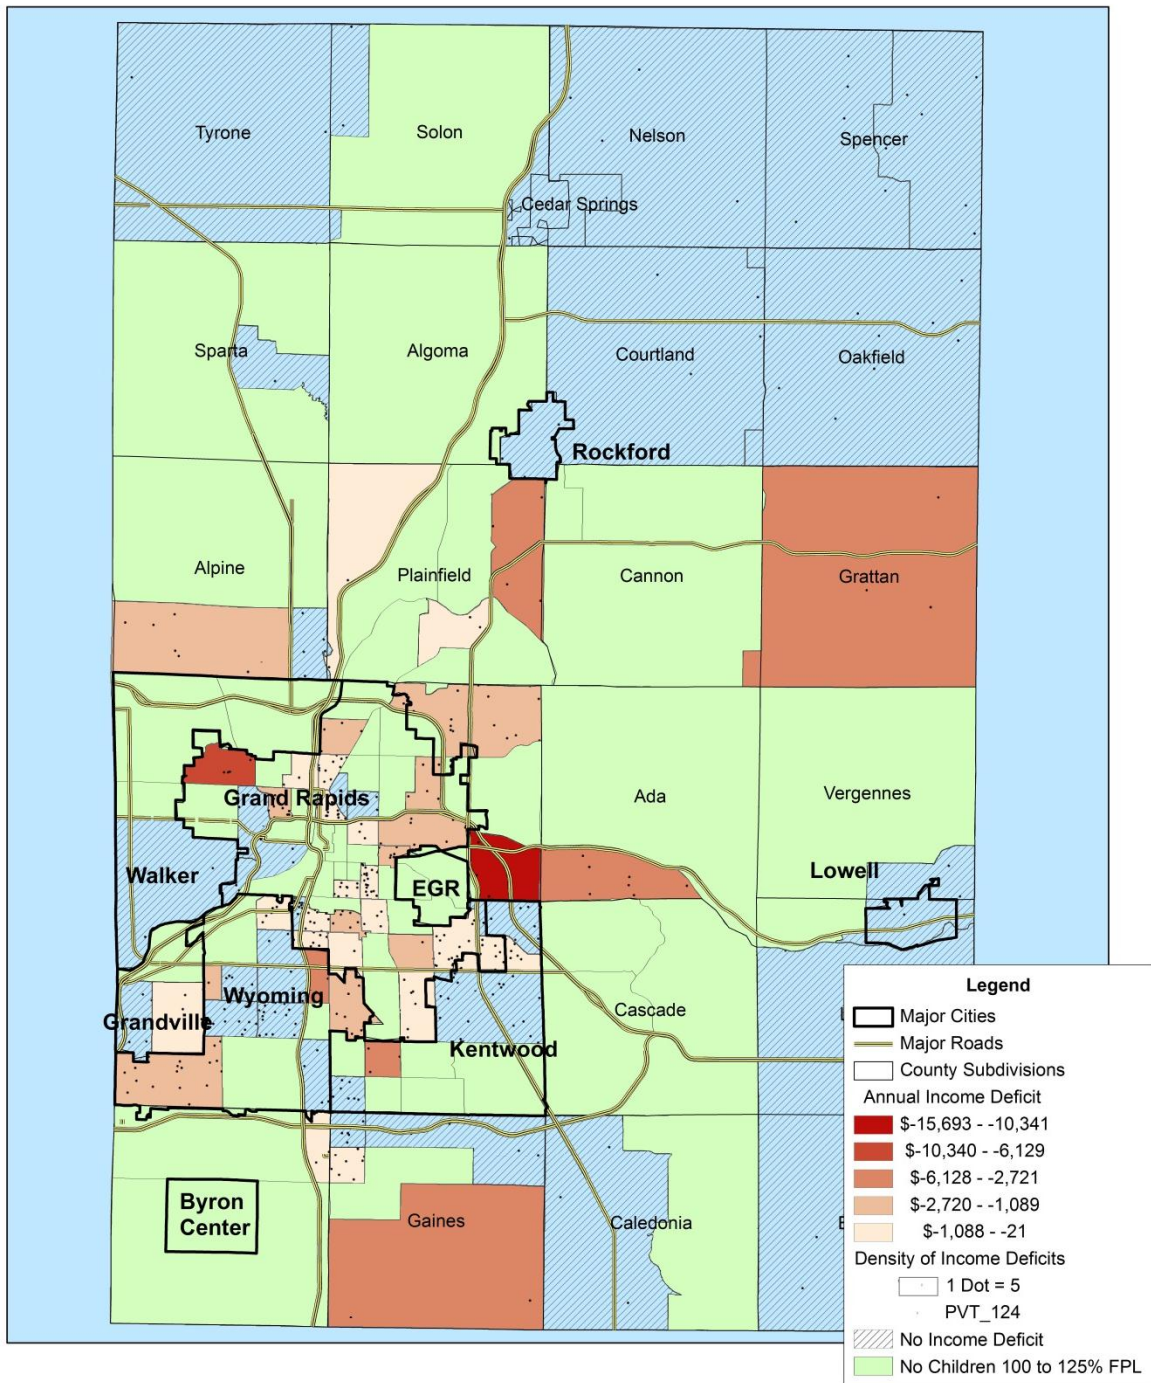 Tyrone
Solon
Nelson
Spencer
Cedar Springs
Sparta
Algoma
Courtland
Oakfield
Rockford
Alpine
Plainfield
Cannon
Grattan
Grand Rapids
Ada
Vergennes
Walker
EGR
Lowell
Wyoming
Grandville
Cascade
Kentwood
Byron
Center
Gaines
Caledonia
Legend
Major Cities
Major Roads
County Subdivisions
Annual Income Deficit
$-15,693 - -10,341
$-10,340 - -6,129
$-6,128 - -2,721
$-2,720 - -1,089
$-1,088 - -21
Density of Income Deficits
1 Dot = 5
PVT_124
No Income Deficit
No Children 100 to 125% FPL